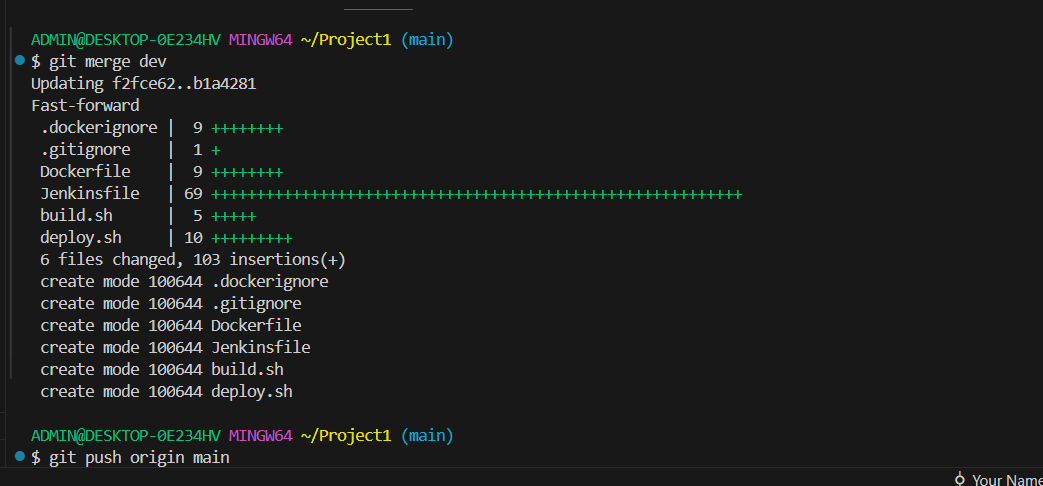 ADMIN@DESKTOP-0E234HV MINGW64 ~/Project1 (main)
$ git merge dev
Updating f2fce62..b1a4281
Fast-forward
.dockerignore | 9 ++++++++
.gitignore | 1 +
Dockerfile | 9 ++++++++
Jenkinsfile | 69 +++++++++++++++++++++++++++++++++++++++++++++++++++++++++++
build.sh | 5 +++++
deploy.sh | 10 +++++++++
6 files changed, 103 insertions(+)
create mode 100644 .dockerignore
create mode 100644 .gitignore
create mode 100644 Dockerfile
create mode 100644 Jenkinsfile
create mode 100644 build.sh
create mode 100644 deploy.sh
ADMIN@DESKTOP-0E234HV MINGW64 ~/Project1 (main)
$ git push origin main
Your Name